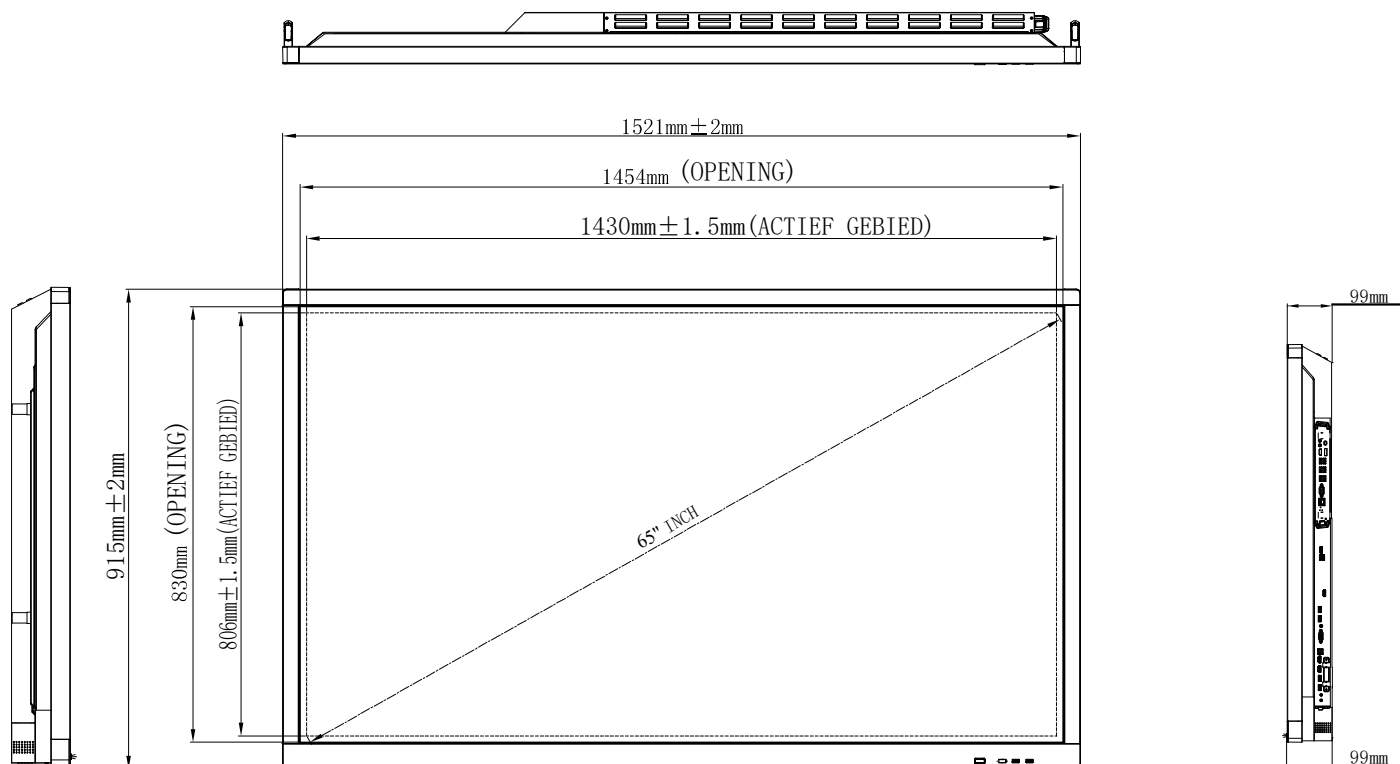 1521mm±2mm
1454mm (OPENING)
1430mm±1.5mm(ACTIEF GEBIED)
99mm
915mm±2mm
830mm (OPENING)
806mm±1.5mm(ACTIEF GEBIED)
65" INCH
99mm